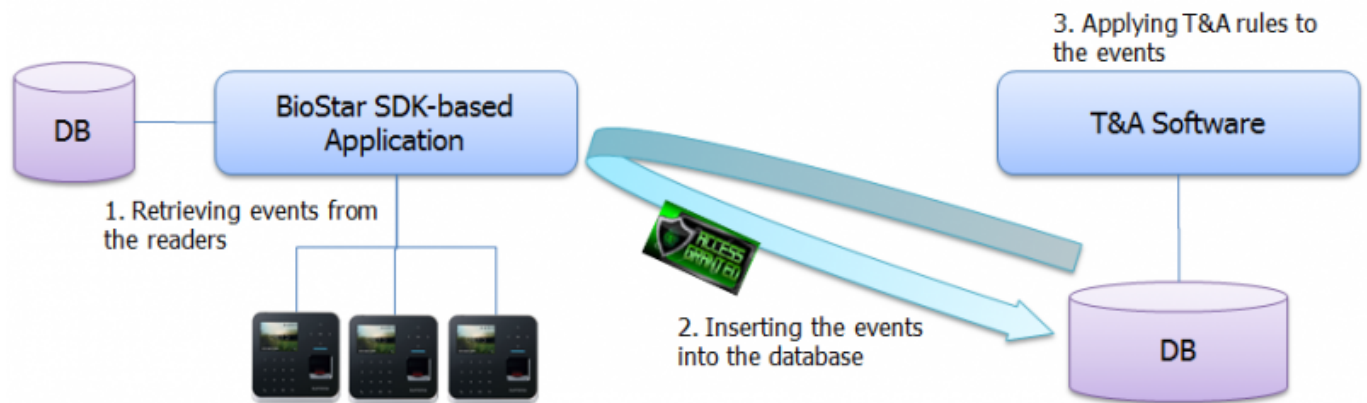 3. Applying T&A rules to
the events
DB
BioStar SDK-based
Application
T&A Software
1. Retrieving events from
the readers
ACCESS
GRANTED
2. Inserting the events
into the database
DB